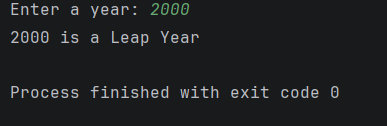 Enter a year: 2000
2000 is a Leap Year
Process finished with exit code 0